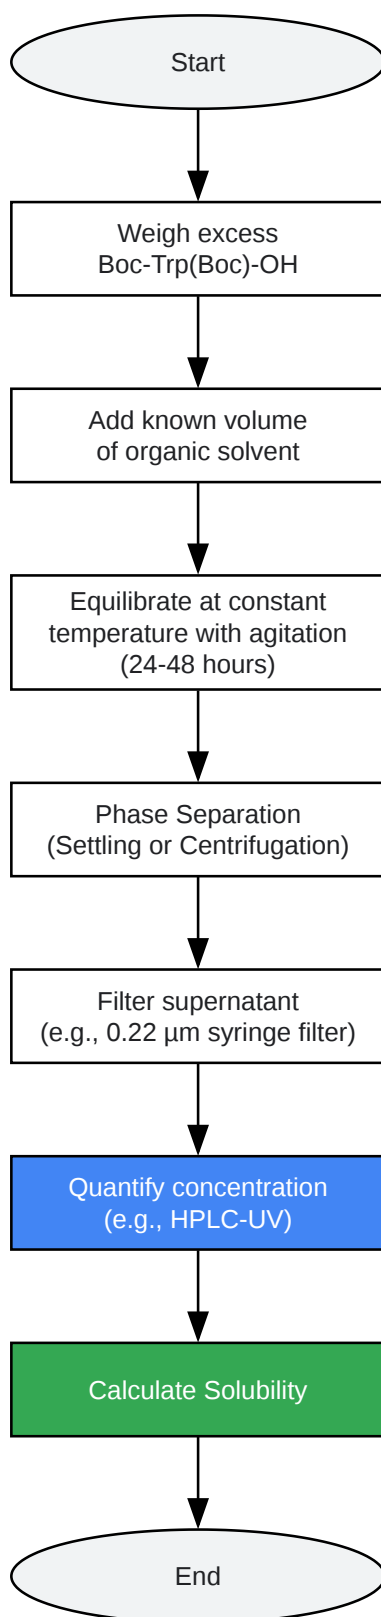 Start
Weigh excess
Boc-Trp(Boc)-OH
Add known volume
of organic solvent
Equilibrate at constant
temperature with agitation
(24-48 hours)
Phase Separation
(Settling or Centrifugation)
Filter supernatant
(e.g., 0.22 µm syringe filter)
Quantify concentration
(e.g., HPLC-UV)
Calculate Solubility
End